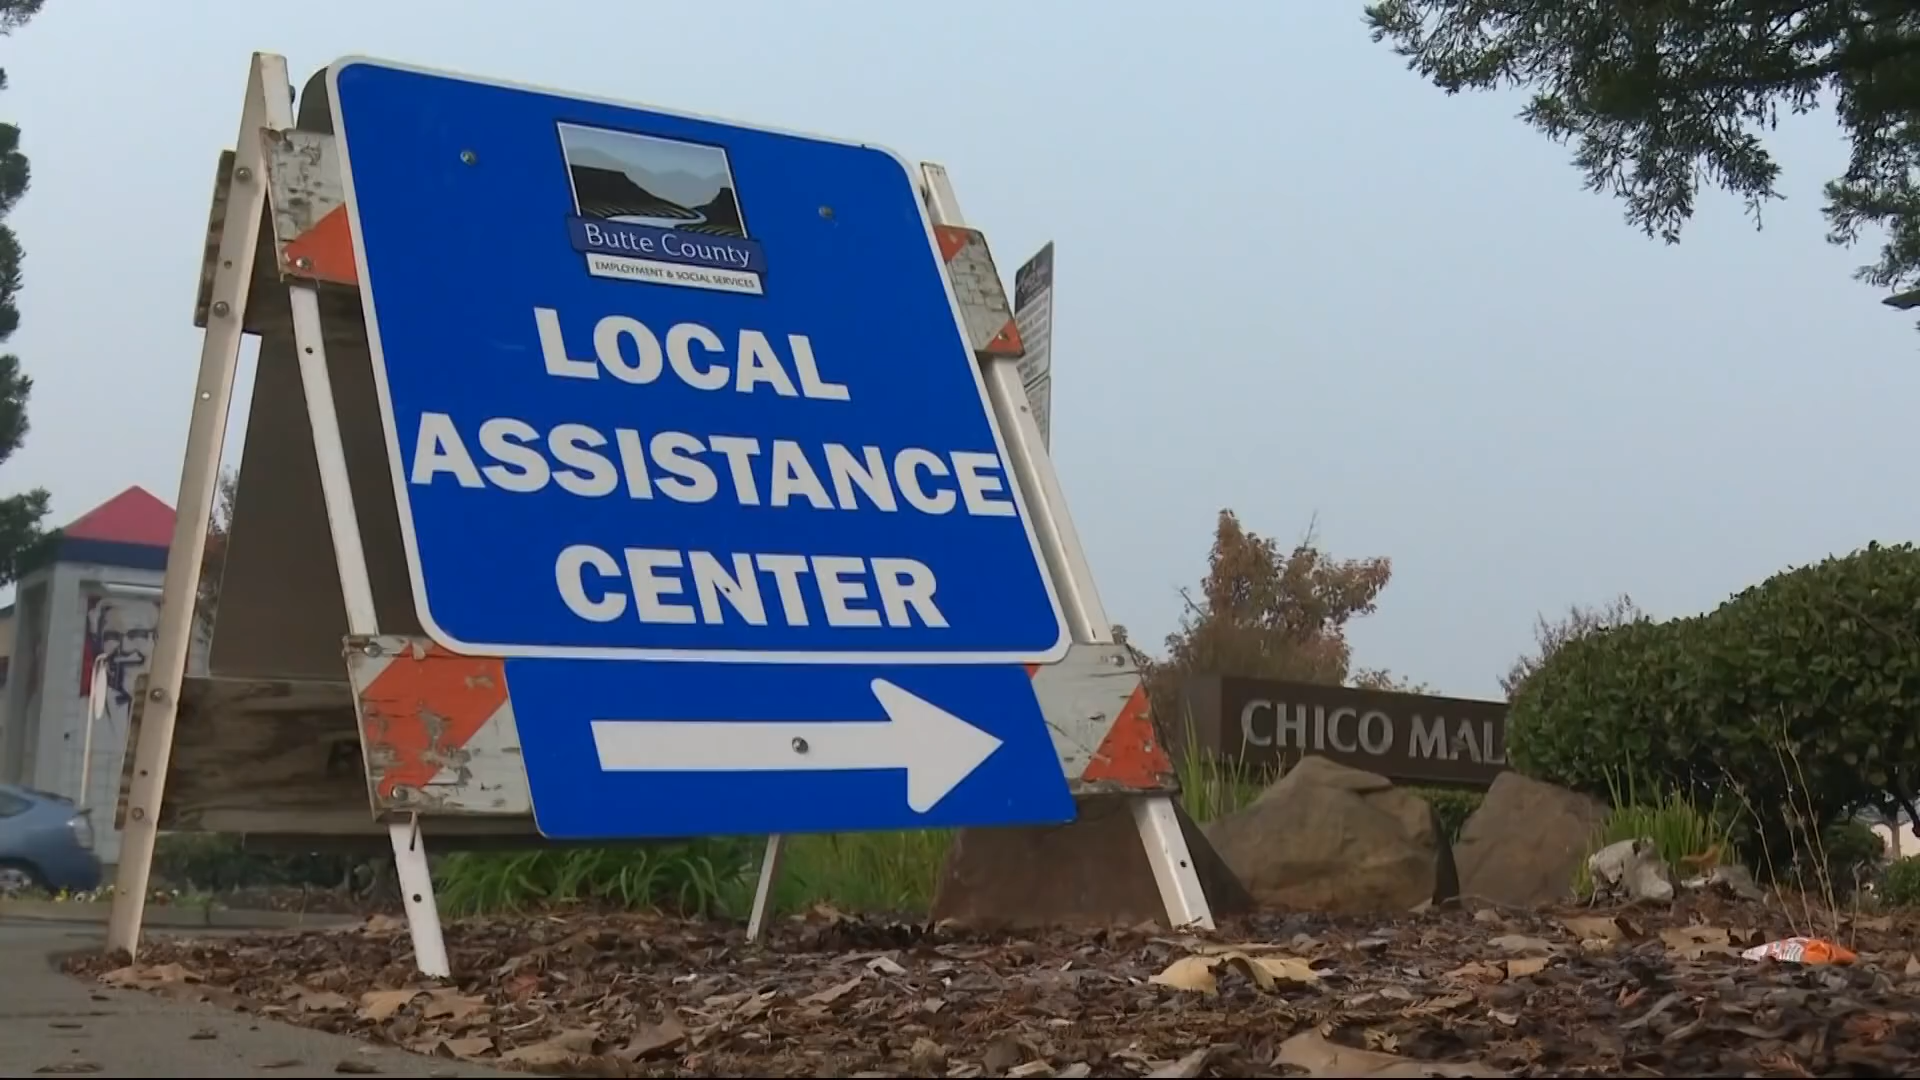 Butte County
EMPLOYMENT & SOCIAL SERVICES
LOCAL
ASSISTANCE
CENTER
CHICO MAL